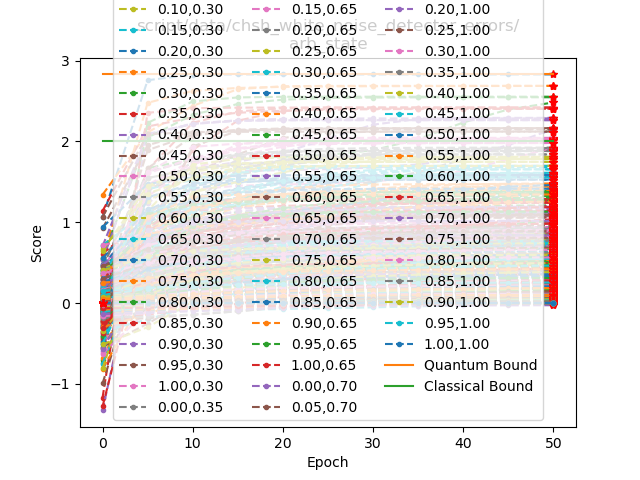 script/data/chsh_white_noise_detector_errors/
arb_state
0.10,0.30 0.15,0.65 0.20,1.00
0.15,0.30 0.20,0.65 0.25,1.00
0.20,0.30 0.25,0.65 0.30,1.00
0.25,0.30 0.30,0.65 0.35,1.00
0.30,0.30 0.35,0.65 0.40,1.00
0.35,0.30 0.40,0.65 0.45,1.00
0.40,0.30 0.45,0.65 0.50,1.00
0.45,0.30 0.50,0.65 0.55,1.00
0.50,0.30 0.55,0.65 0.60,1.00
0.55,0.30 0.60,0.65 0.65,1.00
0.60,0.30 0.65,0.65 0.70,1.00
0.65,0.30 0.70,0.65 0.75,1.00
0.70,0.30 0.75,0.65 0.80,1.00
0.75,0.30 0.80,0.65 0.85,1.00
0.80,0.30 0.85,0.65 0.90,1.00
0.85,0.30 0.90,0.65 0.95,1.00
0.90,0.30 0.95,0.65 1.00,1.00
0.95,0.30 1.00,0.65 Quantum Bound
1.00,0.30 0.00,0.70 Classical Bound
0.00,0.35 0.05,0.70
3
2
1
0
−1
Score
0 10 20 30 40 50
Epoch